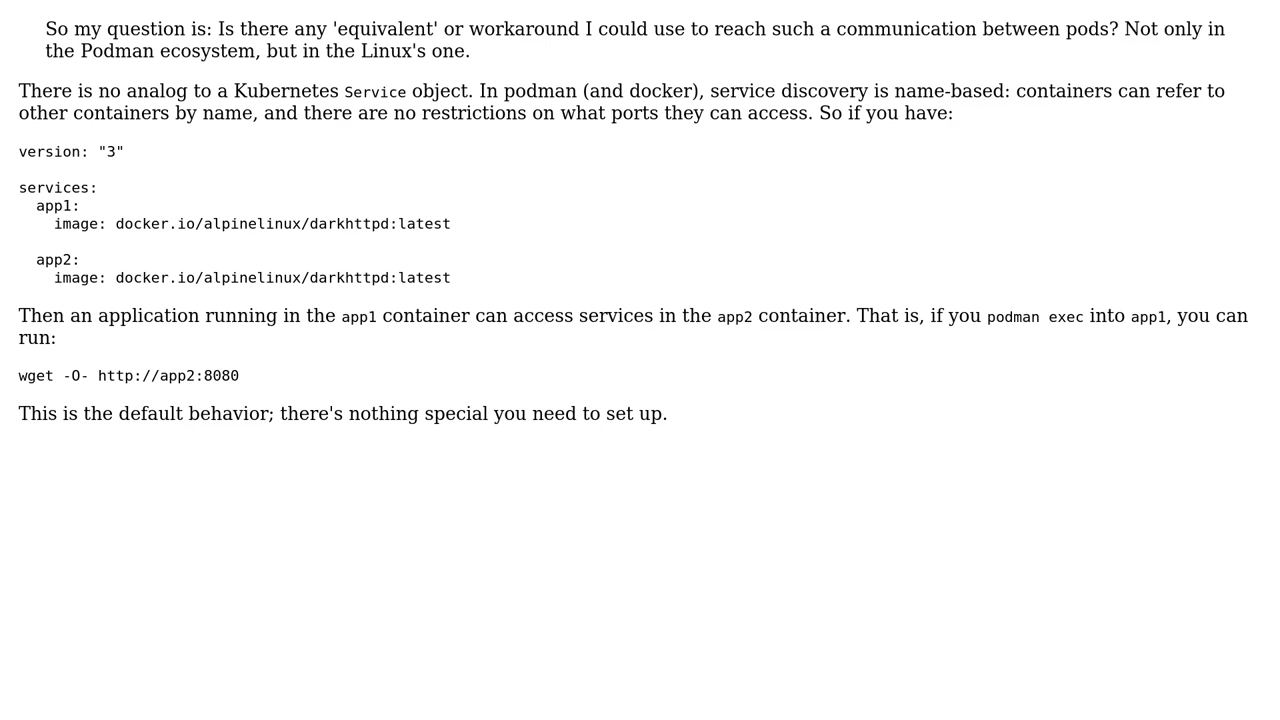 So my question is: Is there any 'equivalent' or workaround I could use to reach such a communication between pods? Not only in
the Podman ecosystem, but in the Linux's one.
There is no analog to a Kubernetes Service object. In podman (and docker), service discovery is name-based: containers can refer to
other containers by name, and there are no restrictions on what ports they can access. So if you have:
version: "3"
services:
  app1:
    image: docker.io/alpinelinux/darkhttpd:latest
  app2:
    image: docker.io/alpinelinux/darkhttpd:latest
Then an application running in the app1 container can access services in the app2 container. That is, if you podman exec into app1, you can
run:
wget -O- http://app2:8080
This is the default behavior; there's nothing special you need to set up.